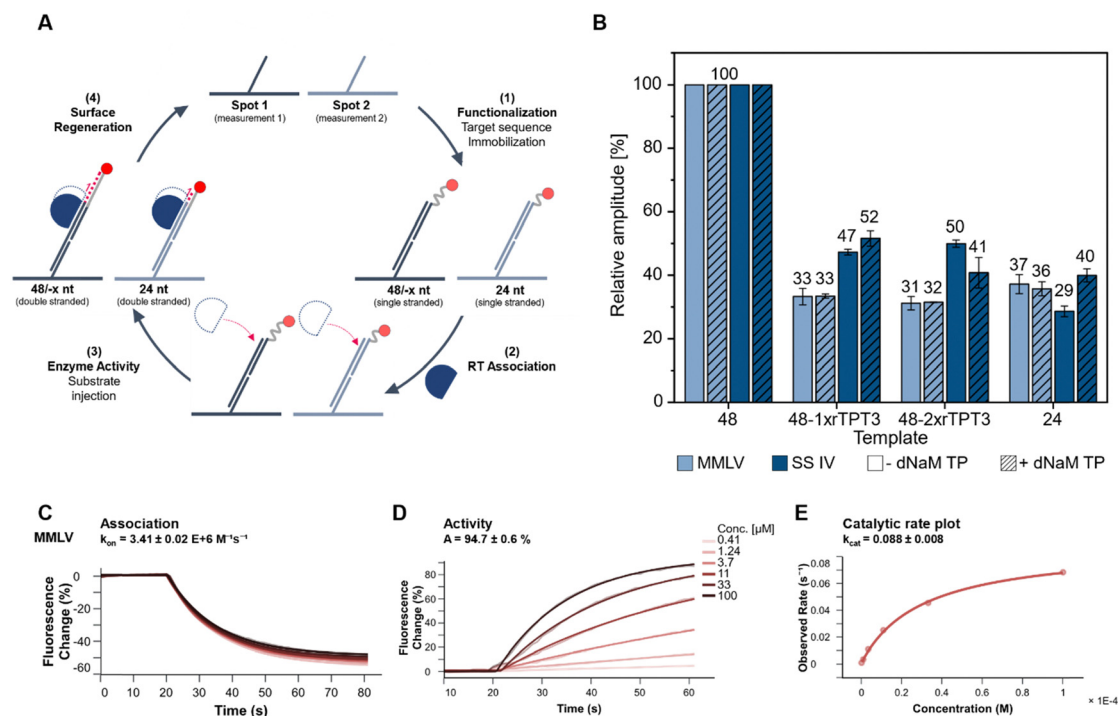 A
(4)
Surface
Regeneration
Spot 1
(measurement 1)
Spot 2
(measurement 2)
(1)
Functionalization
Target sequence
Immobilization
48/-x nt
(double stranded)
24 nt
(double stranded)
48/-x nt
(single stranded)
24 nt
(single stranded)
(3)
Enzyme Activity
Substrate
injection
(2)
RT Association
B
Relative amplitude [%]
100
80
60
40
20
0
100
33
33
47
52
31
32
50
41
37
36
29
40
48
48-1xrTPT3
48-2xrTPT3
24
Template
MMLV
SS IV
- dNaM TP
+ dNaM TP
C
MMLV
Association
kon = 3.41 ± 0.02 E+6 M⁻¹s⁻¹
Fluorescence
Change (%)
0
-20
-40
-60
0
10
20
30
40
50
60
70
80
Time (s)
D
Activity
A = 94.7 ± 0.6 %
Fluorescence
Change (%)
80
60
40
20
0
10
20
30
40
50
60
Time (s)
Conc. [µM]
0.41
1.24
3.7
11
33
100
E
Catalytic rate plot
kcat = 0.088 ± 0.008
Observed Rate (s⁻¹)
0.08
0.06
0.04
0.02
0
0
0.2
0.4
0.6
0.8
1
× 1E-4
Concentration (M)